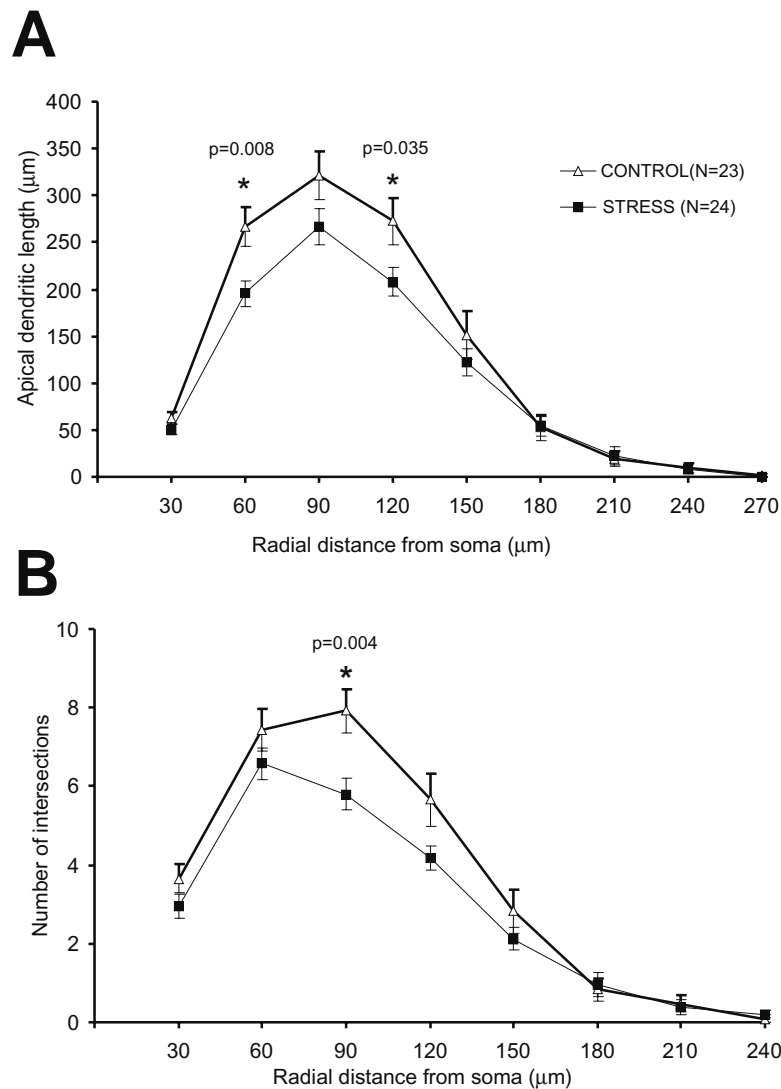 A
400
350
300
250
200
150
100
50
0
Apical dendritic length (μm)
p=0.008
*
p=0.035
*
CONTROL(N=23)
STRESS (N=24)
30 60 90 120 150 180 210 240 270
Radial distance from soma (μm)
B
10
8
6
4
2
0
Number of intersections
p=0.004
*
30 60 90 120 150 180 210 240
Radial distance from soma (μm)